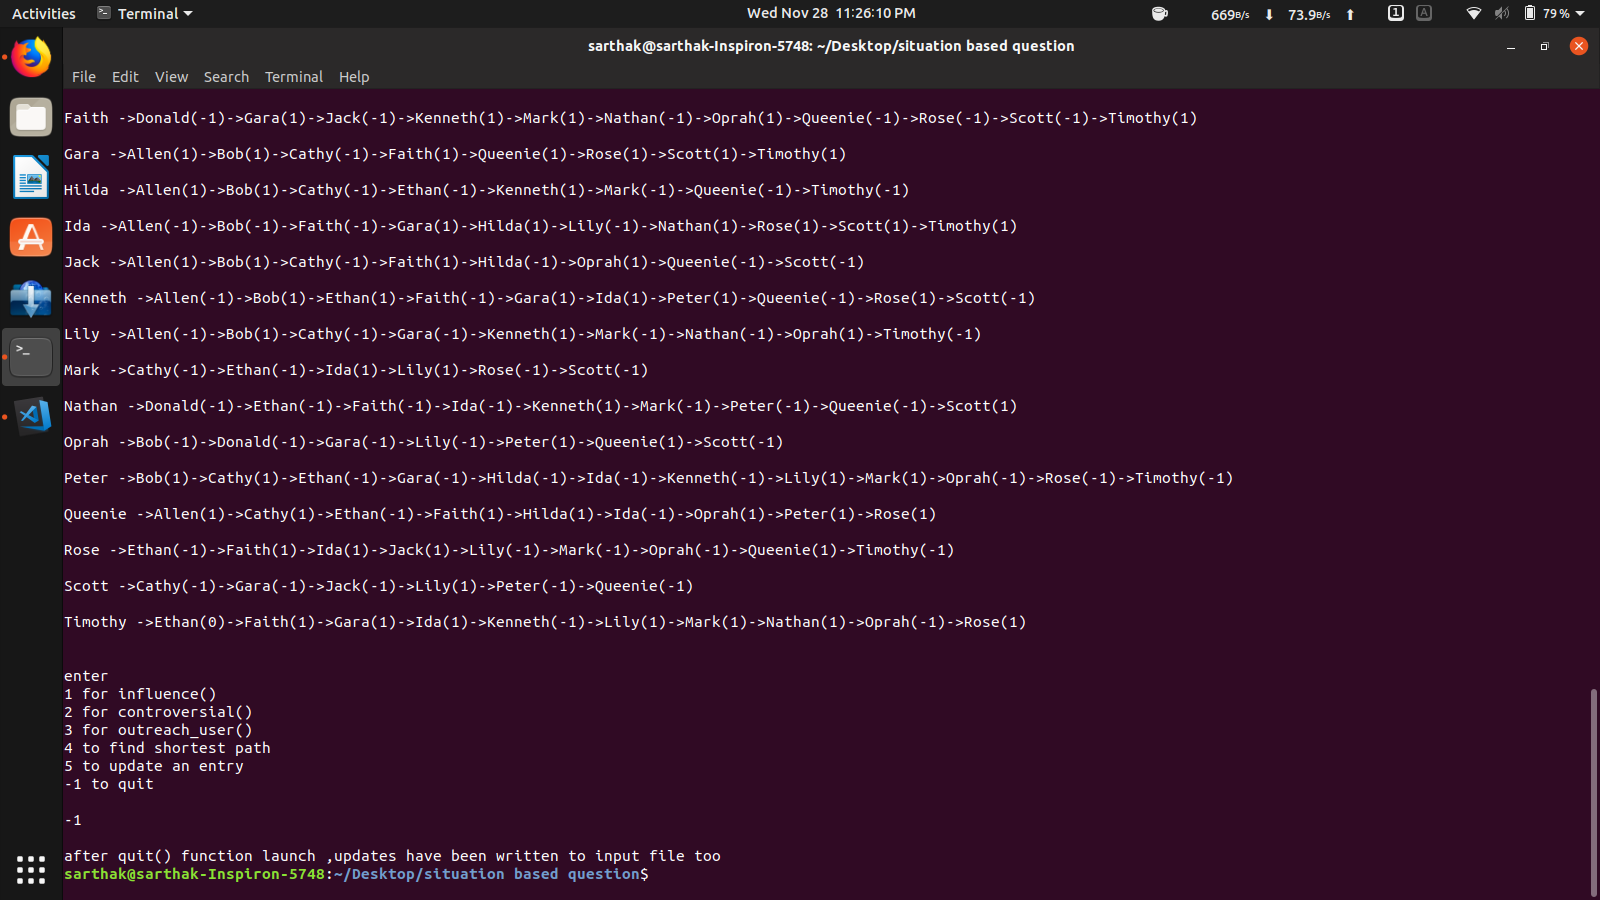 Activities Terminal Wed Nov 28 11:26:10 PM 669B/s 73.9B/s 1 A 79 %
sarthak@sarthak-Inspiron-5748: ~/Desktop/situation based question
File Edit View Search Terminal Help
Faith ->Donald(-1)->Gara(1)->Jack(-1)->Kenneth(1)->Mark(1)->Nathan(-1)->Oprah(1)->Queenie(-1)->Rose(-1)->Scott(-1)->Timothy(1)
Gara ->Allen(1)->Bob(1)->Cathy(-1)->Faith(1)->Queenie(1)->Rose(1)->Scott(1)->Timothy(1)
Hilda ->Allen(1)->Bob(1)->Cathy(-1)->Ethan(-1)->Kenneth(1)->Mark(-1)->Queenie(-1)->Timothy(-1)
Ida ->Allen(-1)->Bob(-1)->Faith(-1)->Gara(1)->Hilda(1)->Lily(-1)->Nathan(1)->Rose(1)->Scott(1)->Timothy(1)
Jack ->Allen(1)->Bob(1)->Cathy(-1)->Faith(1)->Hilda(-1)->Oprah(1)->Queenie(-1)->Scott(-1)
Kenneth ->Allen(-1)->Bob(1)->Ethan(1)->Faith(-1)->Gara(1)->Ida(1)->Peter(1)->Queenie(-1)->Rose(1)->Scott(-1)
Lily ->Allen(-1)->Bob(1)->Cathy(-1)->Gara(-1)->Kenneth(1)->Mark(-1)->Nathan(-1)->Oprah(1)->Timothy(-1)
Mark ->Cathy(-1)->Ethan(-1)->Ida(1)->Lily(1)->Rose(-1)->Scott(-1)
Nathan ->Donald(-1)->Ethan(-1)->Faith(-1)->Ida(-1)->Kenneth(1)->Mark(-1)->Peter(-1)->Queenie(-1)->Scott(1)
Oprah ->Bob(-1)->Donald(-1)->Gara(-1)->Lily(-1)->Peter(1)->Queenie(1)->Scott(-1)
Peter ->Bob(1)->Cathy(1)->Ethan(-1)->Gara(-1)->Hilda(-1)->Ida(-1)->Kenneth(-1)->Lily(1)->Mark(1)->Oprah(-1)->Rose(-1)->Timothy(-1)
Queenie ->Allen(1)->Cathy(1)->Ethan(-1)->Faith(1)->Hilda(1)->Ida(-1)->Oprah(1)->Peter(1)->Rose(1)
Rose ->Ethan(-1)->Faith(1)->Ida(1)->Jack(1)->Lily(-1)->Mark(-1)->Oprah(-1)->Queenie(1)->Timothy(-1)
Scott ->Cathy(-1)->Gara(-1)->Jack(-1)->Lily(1)->Peter(-1)->Queenie(-1)
Timothy ->Ethan(0)->Faith(1)->Gara(1)->Ida(1)->Kenneth(-1)->Lily(1)->Mark(1)->Nathan(1)->Oprah(-1)->Rose(1)
enter
1 for influence()
2 for controversial()
3 for outreach_user()
4 to find shortest path
5 to update an entry
-1 to quit
-1
after quit() function launch ,updates have been written to input file too
sarthak@sarthak-Inspiron-5748:~/Desktop/situation based question$